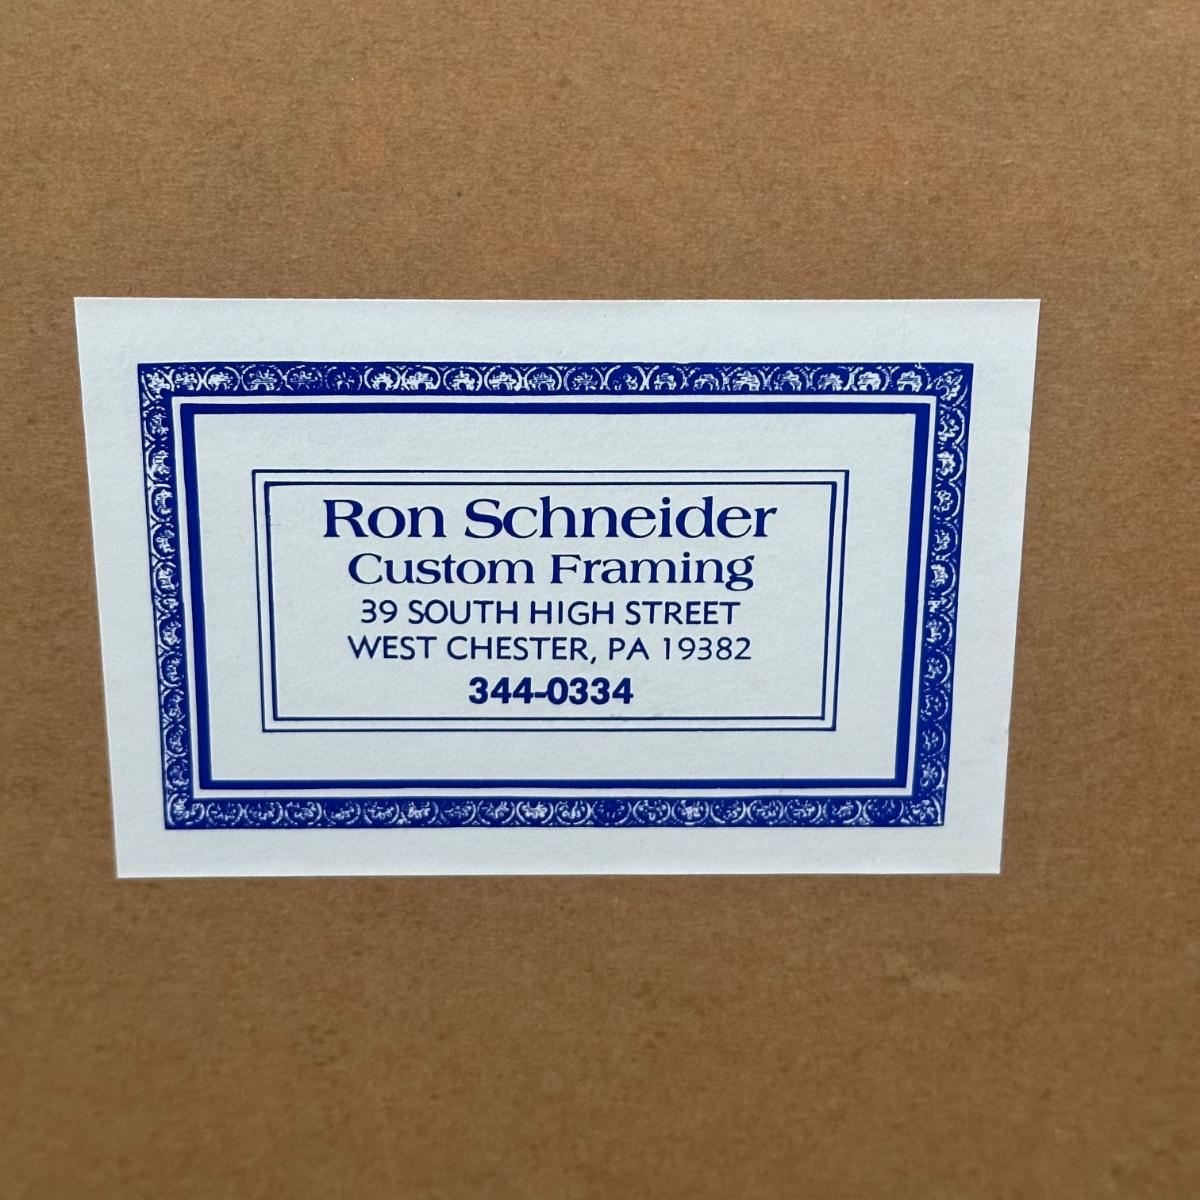 Ron Schneider
Custom Framing
39 SOUTH HIGH STREET
WEST CHESTER, PA 19382
344-0334